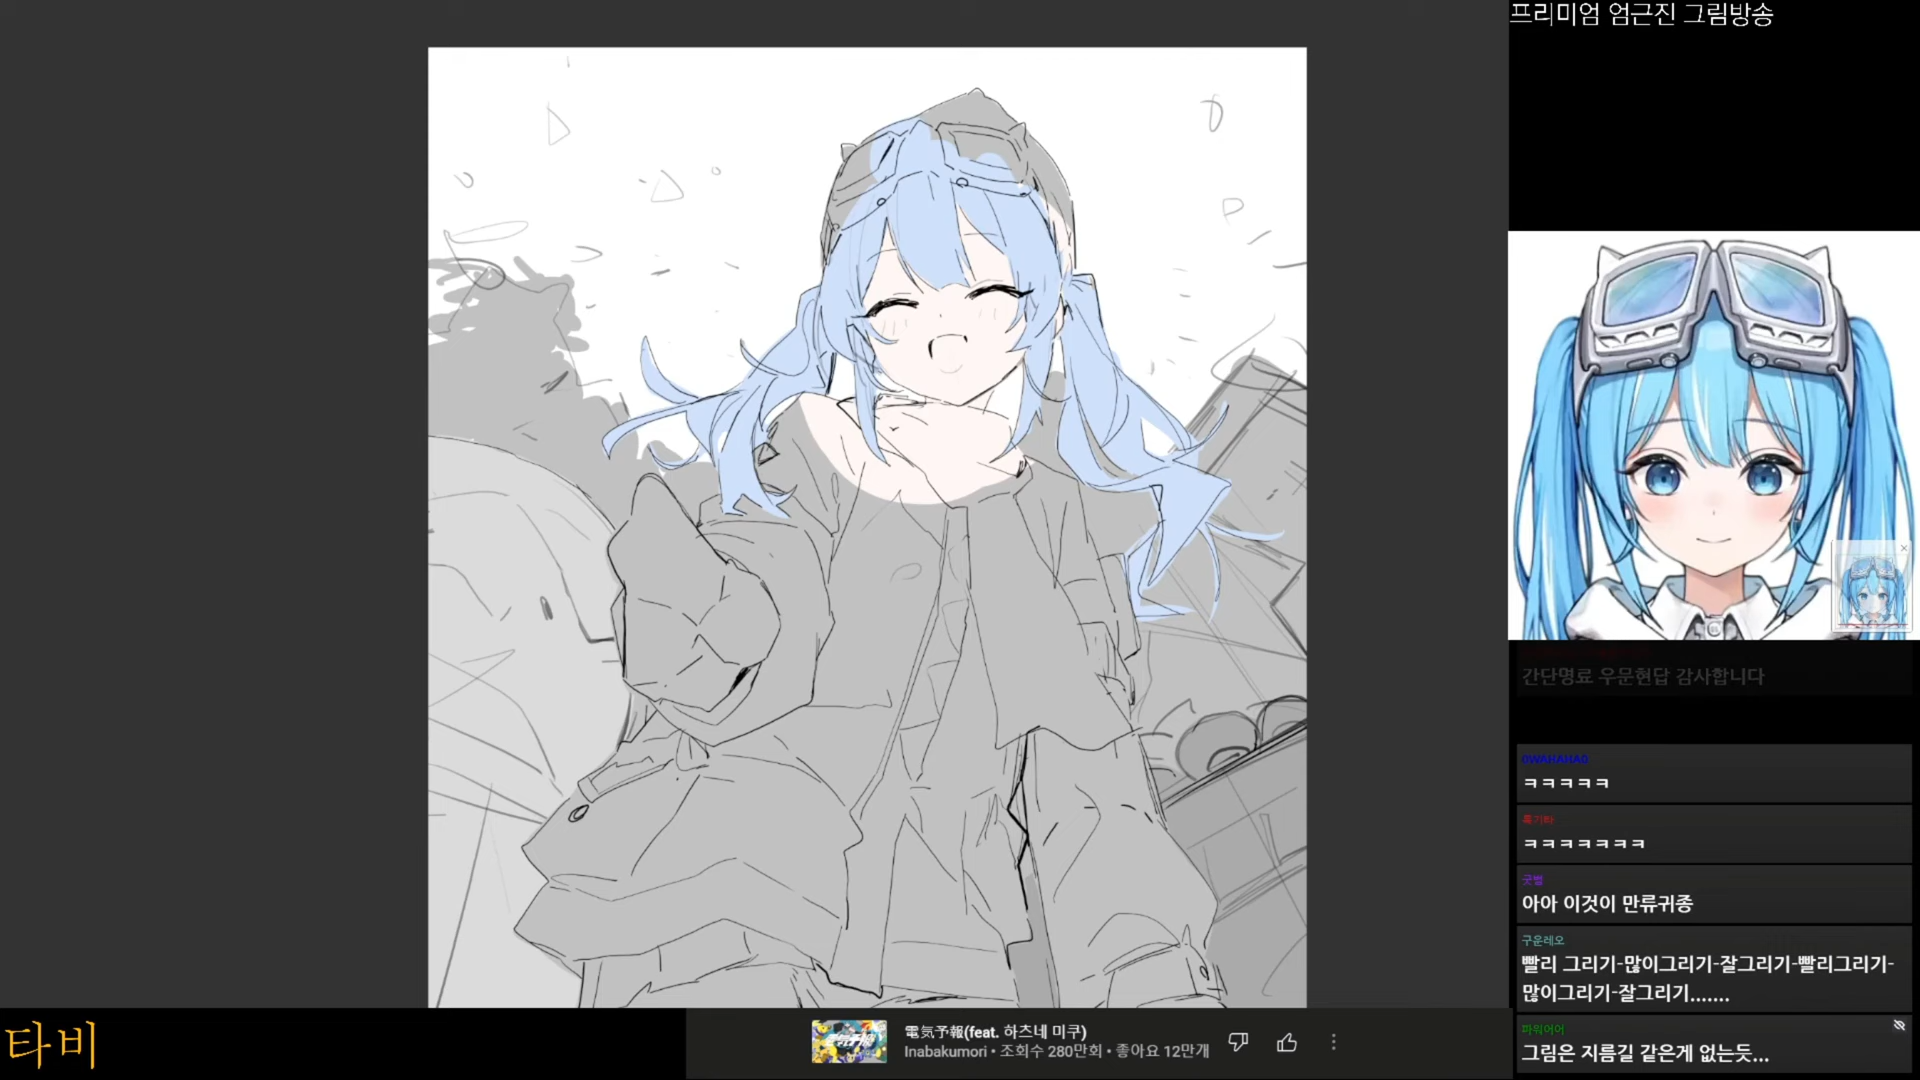 프리미엄 엄근진 그림방송
간단명료 우문현답 감사합니다
OWAHAHAO
ㅋㅋㅋㅋㅋ
ㅋㅋㅋㅋㅋㅋㅋ
굿벨
아아 이것이 만류귀종
구운레오
빨리 그리기-많이그리기-잘그리기-빨리그리기-
많이그리기-잘그리기.......
파워어어
그림은 지름길 같은게 없는듯...
타비
電気予報(feat. 하츠네 미쿠)
Inabakumori • 조회수 280만회 • 좋아요 12만개